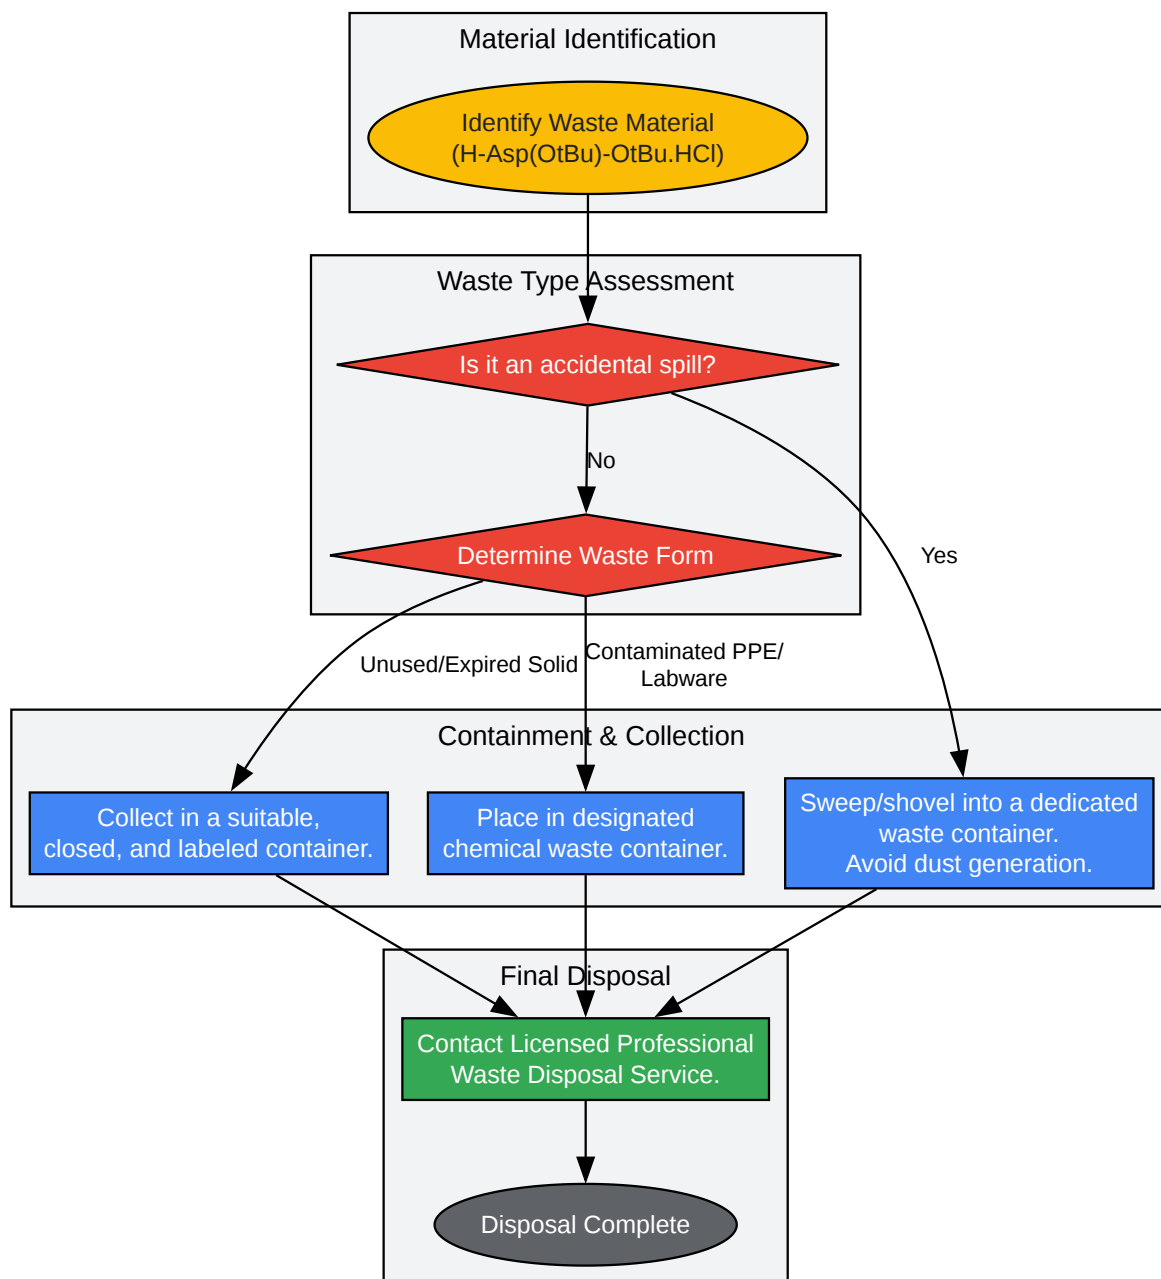 Material Identification
Identify Waste Material
(H-Asp(OtBu)-OtBu.HCl)
Waste Type Assessment
Is it an accidental spill?
No
Yes
Determine Waste Form
Unused/Expired Solid
Contaminated PPE/
Labware
Containment & Collection
Collect in a suitable,
closed, and labeled container.
Place in designated
chemical waste container.
Sweep/shovel into a dedicated
waste container.
Avoid dust generation.
Final Disposal
Contact Licensed Professional
Waste Disposal Service.
Disposal Complete